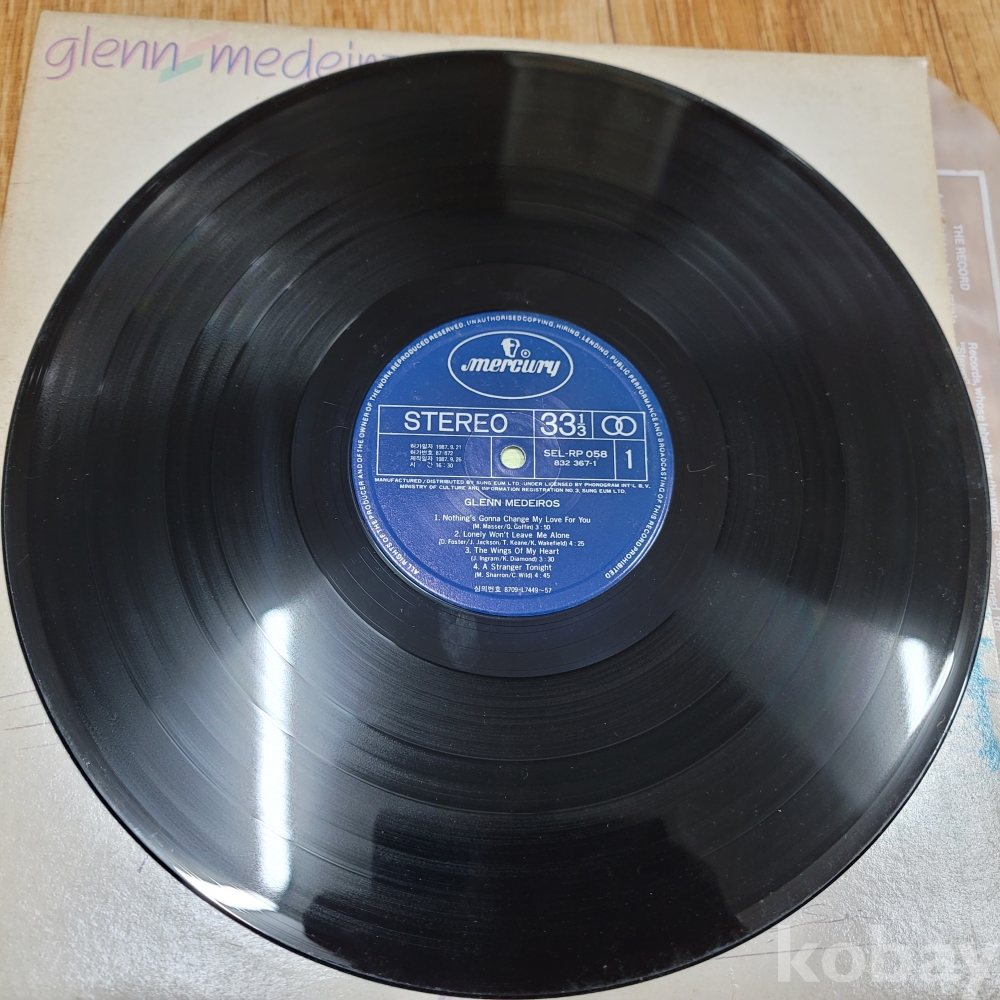 glenn medeir
ALL RIGHTS OF THE PRODUCER AND OF THE OWNER OF THE WORK REPRODUCED RESERVED. UNAUTHORISED COPYING, HIRING, LENDING, PUBLIC PERFORMANCE AND BROADCASTING OF THIS RECORD PROHIBITED
mercury
STEREO
33 1/3
허가일자 1987. 9. 21
허가번호 87-872
제작일자 1987. 9. 26
시 간 16 : 30
SEL-RP 058
832 367-1
1
MANUFACTURED / DISTRIBUTED BY SUNG EUM LTD. UNDER LICENSED BY PHONOGRAM INT'L B.V.
MINISTRY OF CULTURE AND INFORMATION REGISTRATION NO. 3, SUNG EUM LTD.
GLENN MEDEIROS
1. Nothing's Gonna Change My Love For You
(M. Masser/G. Goffin) 3 : 50
2. Lonely Won't Leave Me Alone
(D. Foster/J. Jackson, T. Keane/K. Wakefield) 4 : 25
3. The Wings Of My Heart
(J. Ingram/K. Diamond) 3 : 30
4. A Stranger Tonight
(M. Sharron/C. Wild) 4 : 45
심의번호 8709-L7449~57
THE RECORD
Records, whose
kobay